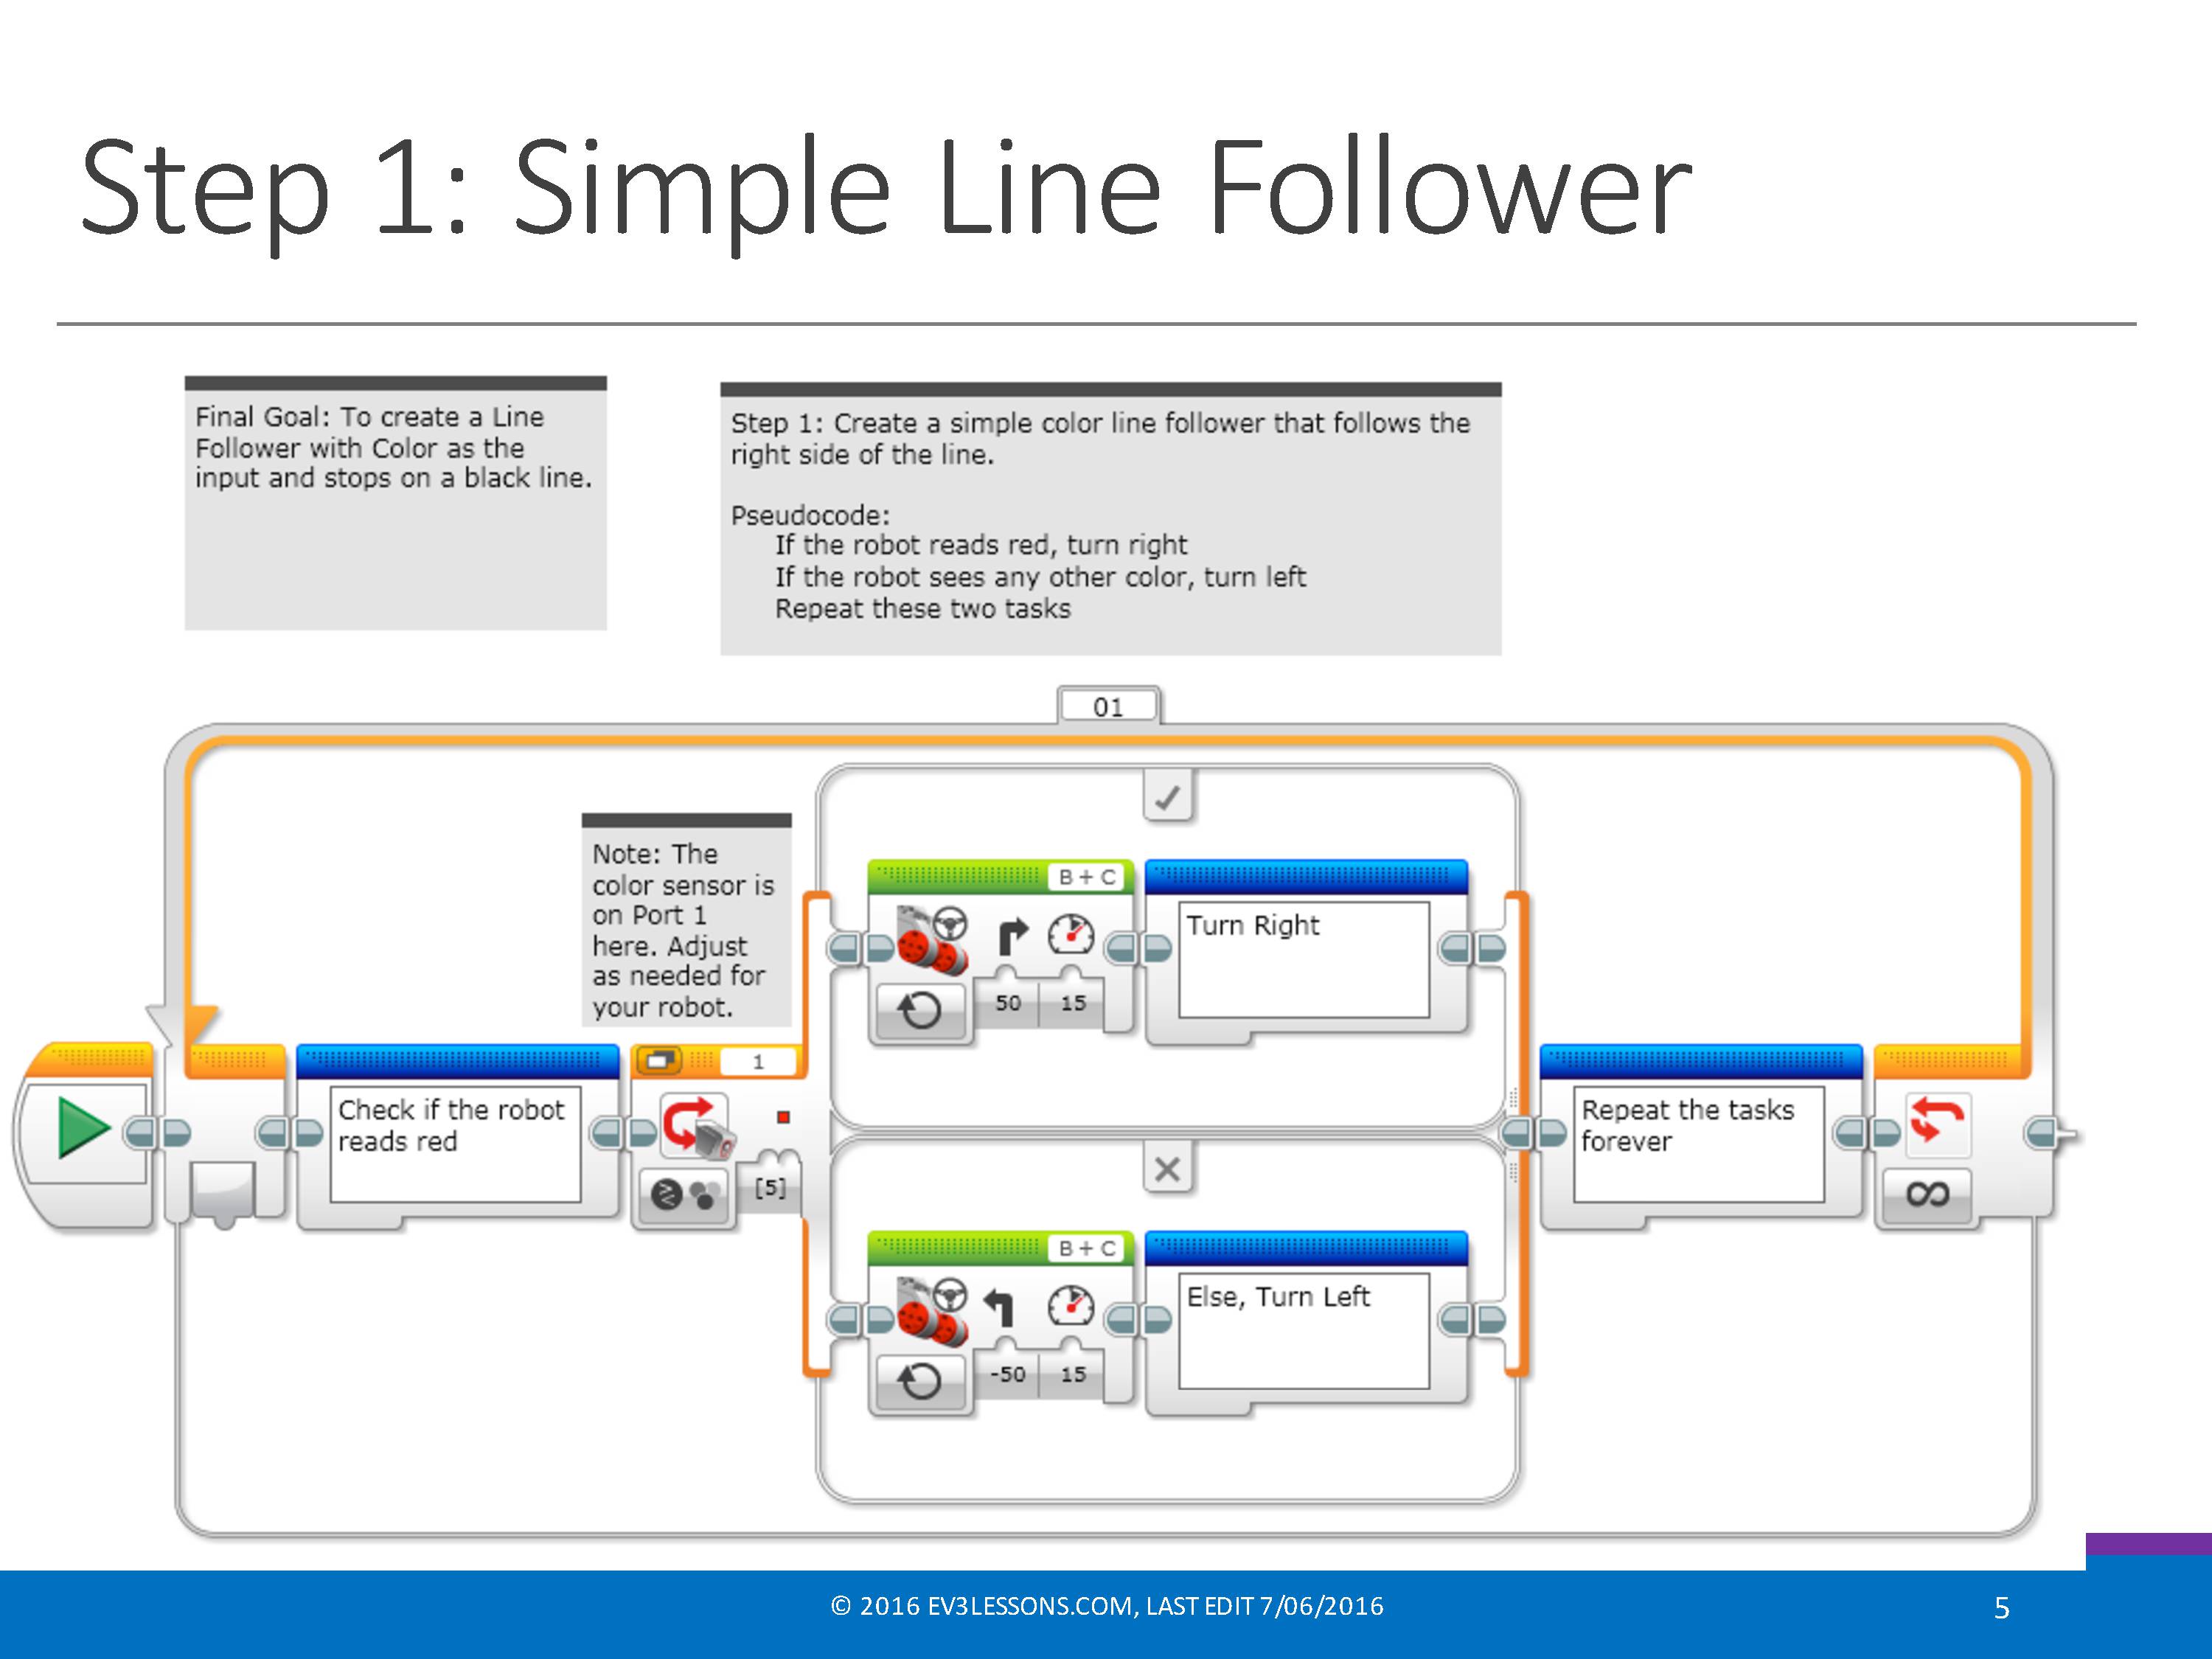 Step 1: Simple Line Follower
Final Goal: To create a Line
Follower with Color as the
input and stops on a black line.
Step 1: Create a simple color line follower that follows the
right side of the line.
Pseudocode:
If the robot reads red, turn right
If the robot sees any other color, turn left
Repeat these two tasks
01
Note: The
color sensor is
on Port 1
here. Adjust
as needed for
your robot.
B + C
Turn Right
50 15
1
Check if the robot
reads red
[5]
Repeat the tasks
forever
B + C
Else, Turn Left
-50 15
© 2016 EV3LESSONS.COM, LAST EDIT 7/06/2016
5